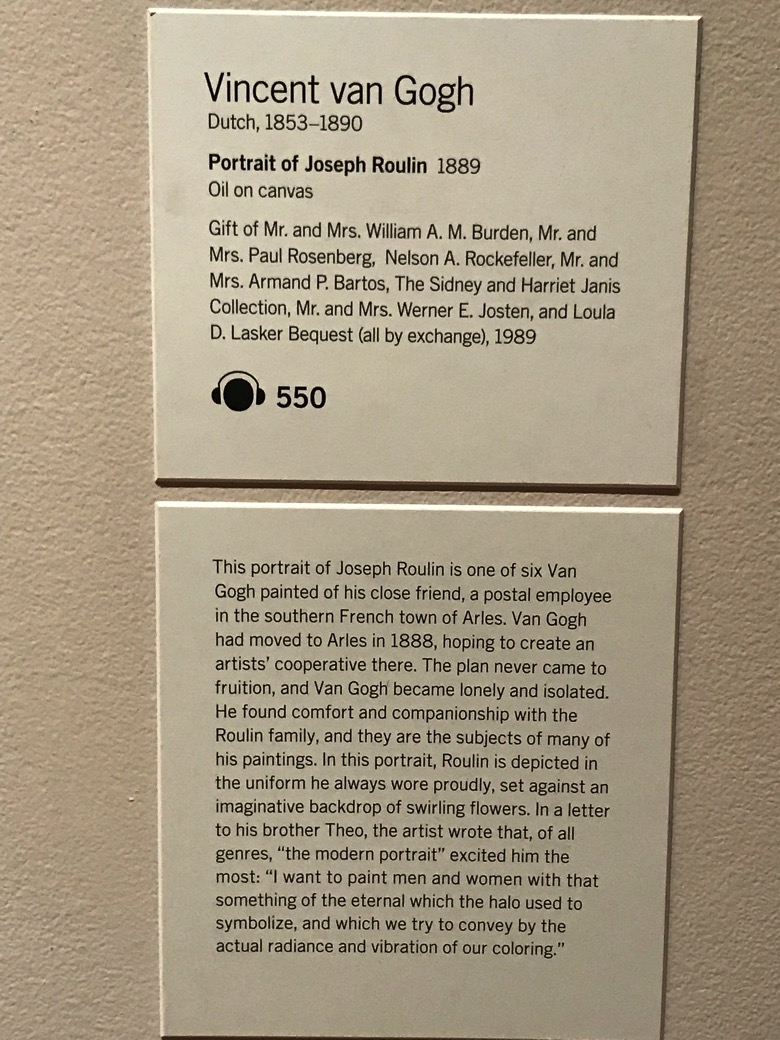 Vincent van Gogh
Dutch, 1853–1890
Portrait of Joseph Roulin 1889
Oil on canvas
Gift of Mr. and Mrs. William A. M. Burden, Mr. and
Mrs. Paul Rosenberg, Nelson A. Rockefeller, Mr. and
Mrs. Armand P. Bartos, The Sidney and Harriet Janis
Collection, Mr. and Mrs. Werner E. Josten, and Loula
D. Lasker Bequest (all by exchange), 1989
550
This portrait of Joseph Roulin is one of six Van
Gogh painted of his close friend, a postal employee
in the southern French town of Arles. Van Gogh
had moved to Arles in 1888, hoping to create an
artists’ cooperative there. The plan never came to
fruition, and Van Gogh became lonely and isolated.
He found comfort and companionship with the
Roulin family, and they are the subjects of many of
his paintings. In this portrait, Roulin is depicted in
the uniform he always wore proudly, set against an
imaginative backdrop of swirling flowers. In a letter
to his brother Theo, the artist wrote that, of all
genres, “the modern portrait” excited him the
most: “I want to paint men and women with that
something of the eternal which the halo used to
symbolize, and which we try to convey by the
actual radiance and vibration of our coloring.”